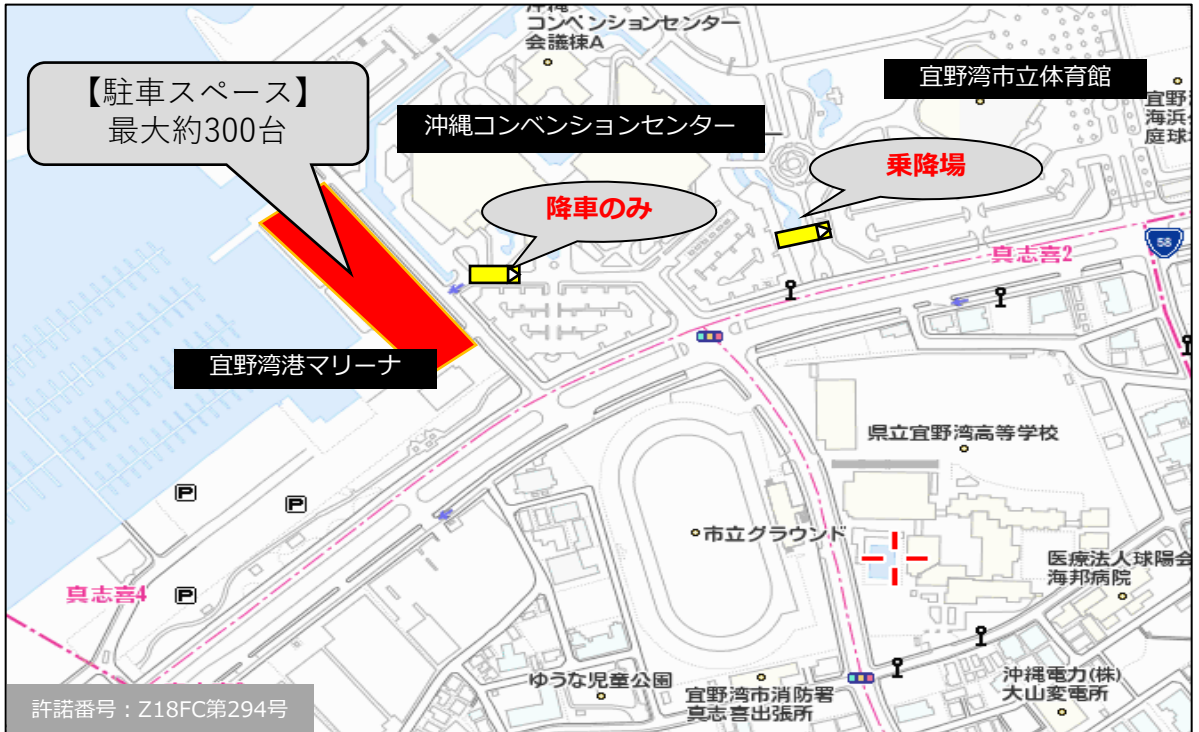 沖縄
コンベンションセンター
会議棟A
【駐車スペース】
最大約300台
沖縄コンベンションセンター
宜野湾市立体育館
宜野
海浜
庭球
降車のみ
乗降場
真志喜2
58
宜野湾港マリーナ
県立宜野湾高等学校
P
P
市立グラウンド
医療法人球陽会
海邦病院
真志喜4
P
ゆうな児童公園
宜野湾市消防署
真志喜出張所
沖縄電力(株)
大山変電所
許諾番号：Z18FC第294号